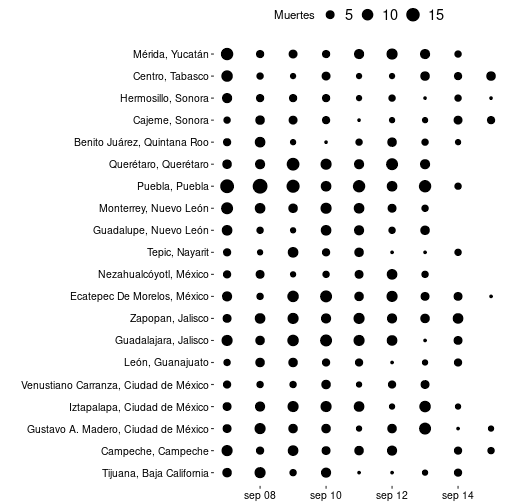 Muertes 5 10 15
Mérida, Yucatán
Centro, Tabasco
Hermosillo, Sonora
Cajeme, Sonora
Benito Juárez, Quintana Roo
Querétaro, Querétaro
Puebla, Puebla
Monterrey, Nuevo León
Guadalupe, Nuevo León
Tepic, Nayarit
Nezahualcóyotl, México
Ecatepec De Morelos, México
Zapopan, Jalisco
Guadalajara, Jalisco
León, Guanajuato
Venustiano Carranza, Ciudad de México
Iztapalapa, Ciudad de México
Gustavo A. Madero, Ciudad de México
Campeche, Campeche
Tijuana, Baja California
sep 08 sep 10 sep 12 sep 14